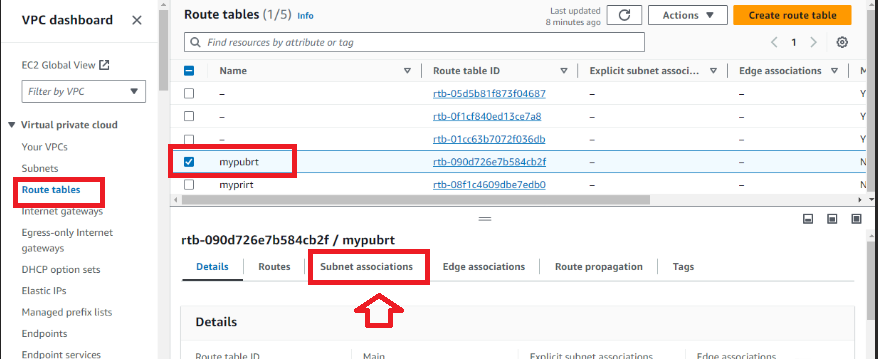 VPC dashboard
EC2 Global View
Filter by VPC
Virtual private cloud
Your VPCs
Subnets
Route tables
Internet gateways
Egress-only Internet
gateways
DHCP option sets
Elastic IPs
Managed prefix lists
Endpoints
Endpoint services
Route tables (1/5) Info
Last updated
8 minutes ago
Actions
Create route table
Find resources by attribute or tag
1
Name Route table ID Explicit subnet associ... Edge associations M
– rtb-05d5b81f873f04687 – – Y
– rtb-0f1cf840ed13ce7a8 – – Y
– rtb-01cc63b7072f036db – – Y
mypubrt rtb-090d726e7b584cb2f – – N
myprirt rtb-08f1c4609dbe7edb0 – – N
rtb-090d726e7b584cb2f / mypubrt
Details Routes Subnet associations Edge associations Route propagation Tags
Details
Route table ID Main Explicit subnet associations Edge associations